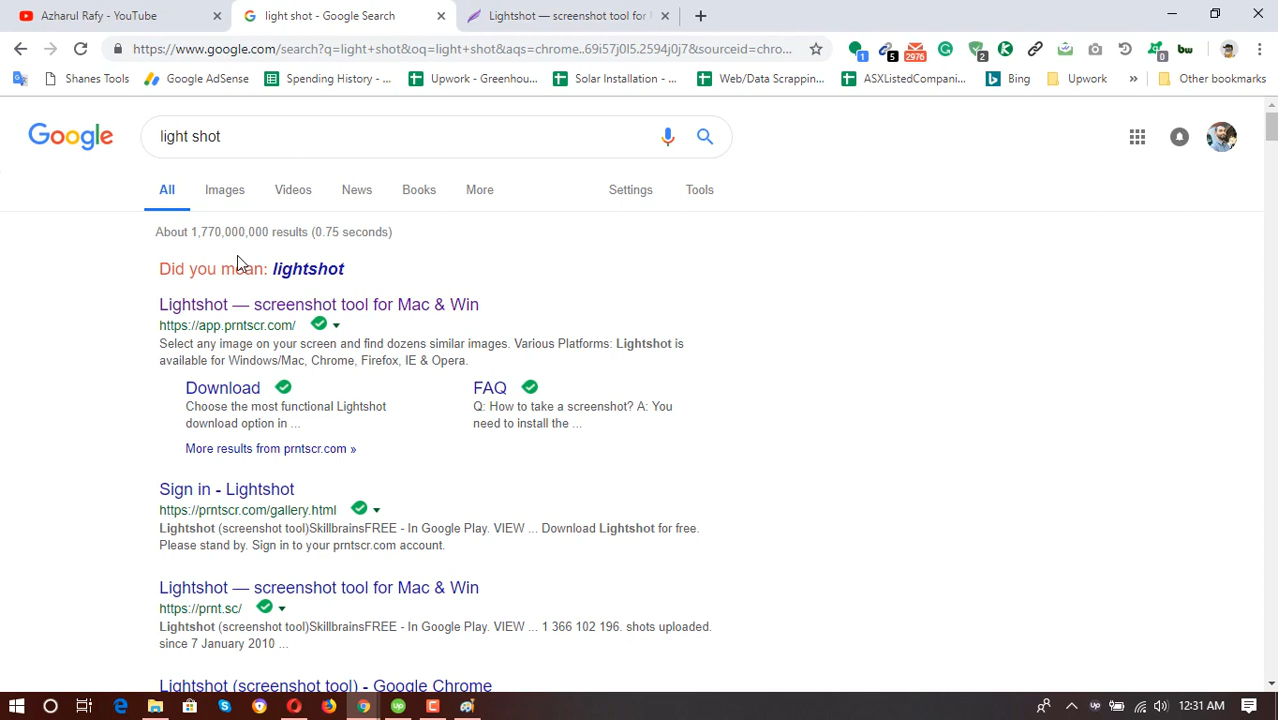 Azharul Rafy - YouTube
light shot - Google Search
Lightshot — screenshot tool for
https://www.google.com/search?q=light+shot&oq=light+shot&aqs=chrome..69i57j0l5.2594j0j7&sourceid=chro...
1
5
2976
2
0
bw
Shanes Tools
Google AdSense
Spending History - ...
Upwork - Greenhou...
Solar Installation - ...
Web/Data Scrappin...
ASXListedCompani...
Bing
Upwork
»
Other bookmarks
Google
light shot
All
Images
Videos
News
Books
More
Settings
Tools
About 1,770,000,000 results (0.75 seconds)
Did you mean: lightshot
Lightshot — screenshot tool for Mac & Win
https://app.prntscr.com/
Select any image on your screen and find dozens similar images. Various Platforms: Lightshot is
available for Windows/Mac, Chrome, Firefox, IE & Opera.
Download
Choose the most functional Lightshot
download option in ...
FAQ
Q: How to take a screenshot? A: You
need to install the ...
More results from prntscr.com »
Sign in - Lightshot
https://prntscr.com/gallery.html
Lightshot (screenshot tool)SkillbrainsFREE - In Google Play. VIEW ... Download Lightshot for free.
Please stand by. Sign in to your prntscr.com account.
Lightshot — screenshot tool for Mac & Win
https://prnt.sc/
Lightshot (screenshot tool)SkillbrainsFREE - In Google Play. VIEW ... 1 366 102 196. shots uploaded.
since 7 January 2010 ...
Lightshot (screenshot tool) - Google Chrome
Up
Up
12:31 AM